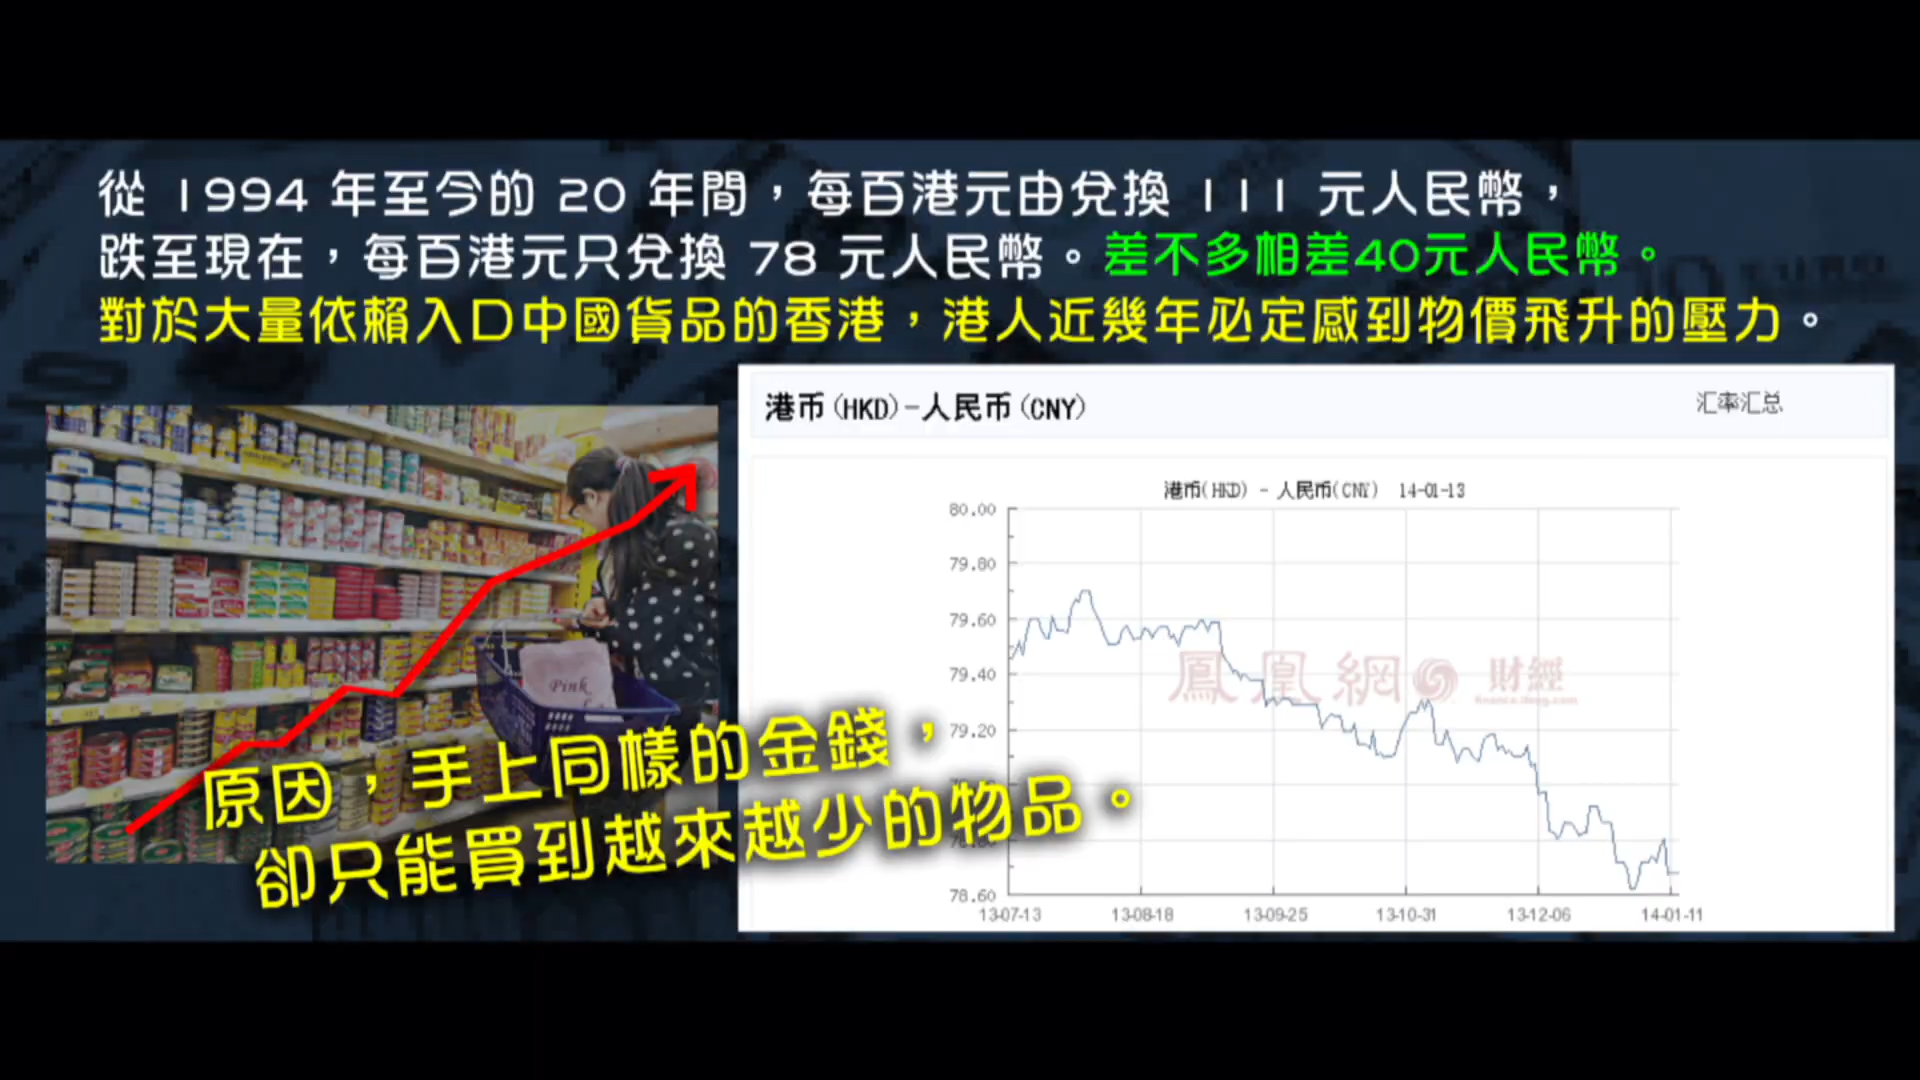 從 1994 年至今的 20 年間，每百港元由兌換 111 元人民幣，
跌至現在，每百港元只兌換 78 元人民幣。差不多相差40元人民幣。
對於大量依賴入口中國貨品的香港，港人近幾年必定感到物價飛升的壓力。
港币(HKD)-人民币(CNY)
汇率汇总
港币(HKD) - 人民币(CNY) 14-01-13
80.00
79.80
79.60
79.40
79.20
78.60
鳳凰網 財經
13-07-13 13-08-18 13-09-25 13-10-31 13-12-06 14-01-11
Pink
原因，手上同樣的金錢，
卻只能買到越來越少的物品。